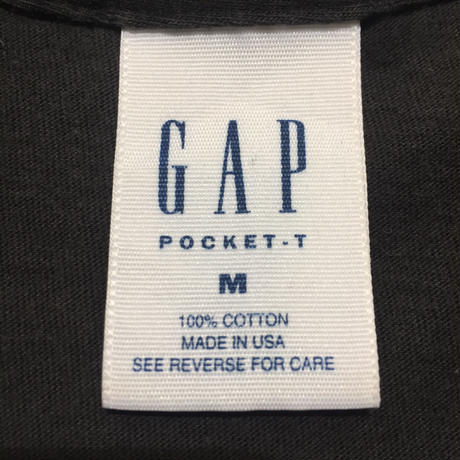 GAP
POCKET-T
M
100% COTTON
MADE IN USA
SEE REVERSE FOR CARE